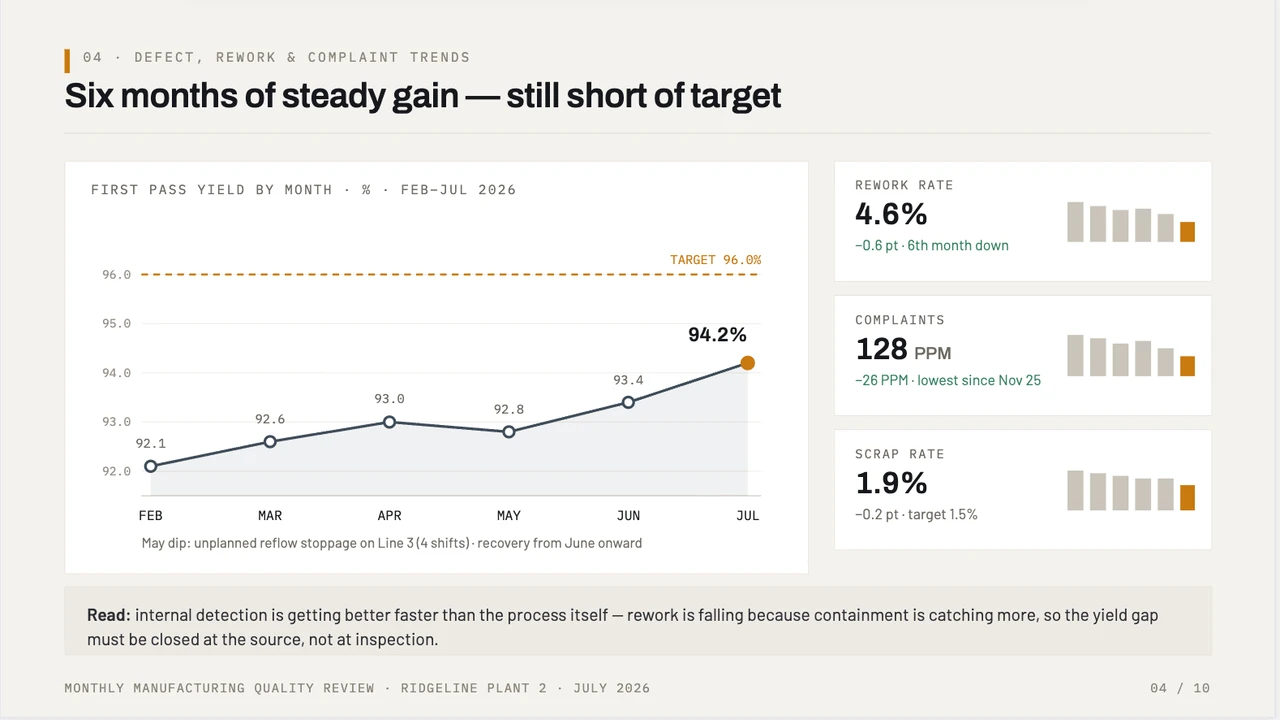 04 · DEFECT, REWORK & COMPLAINT TRENDS
Six months of steady gain — still short of target
FIRST PASS YIELD BY MONTH · % · FEB–JUL 2026
TARGET 96.0%
96.0
95.0
94.0
93.0
92.0
92.1
92.6
93.0
92.8
93.4
94.2%
FEB
MAR
APR
MAY
JUN
JUL
May dip: unplanned reflow stoppage on Line 3 (4 shifts) · recovery from June onward
REWORK RATE
4.6%
−0.6 pt · 6th month down
COMPLAINTS
128 PPM
−26 PPM · lowest since Nov 25
SCRAP RATE
1.9%
−0.2 pt · target 1.5%
Read: internal detection is getting better faster than the process itself — rework is falling because containment is catching more, so the yield gap
must be closed at the source, not at inspection.
MONTHLY MANUFACTURING QUALITY REVIEW · RIDGELINE PLANT 2 · JULY 2026
04 / 10